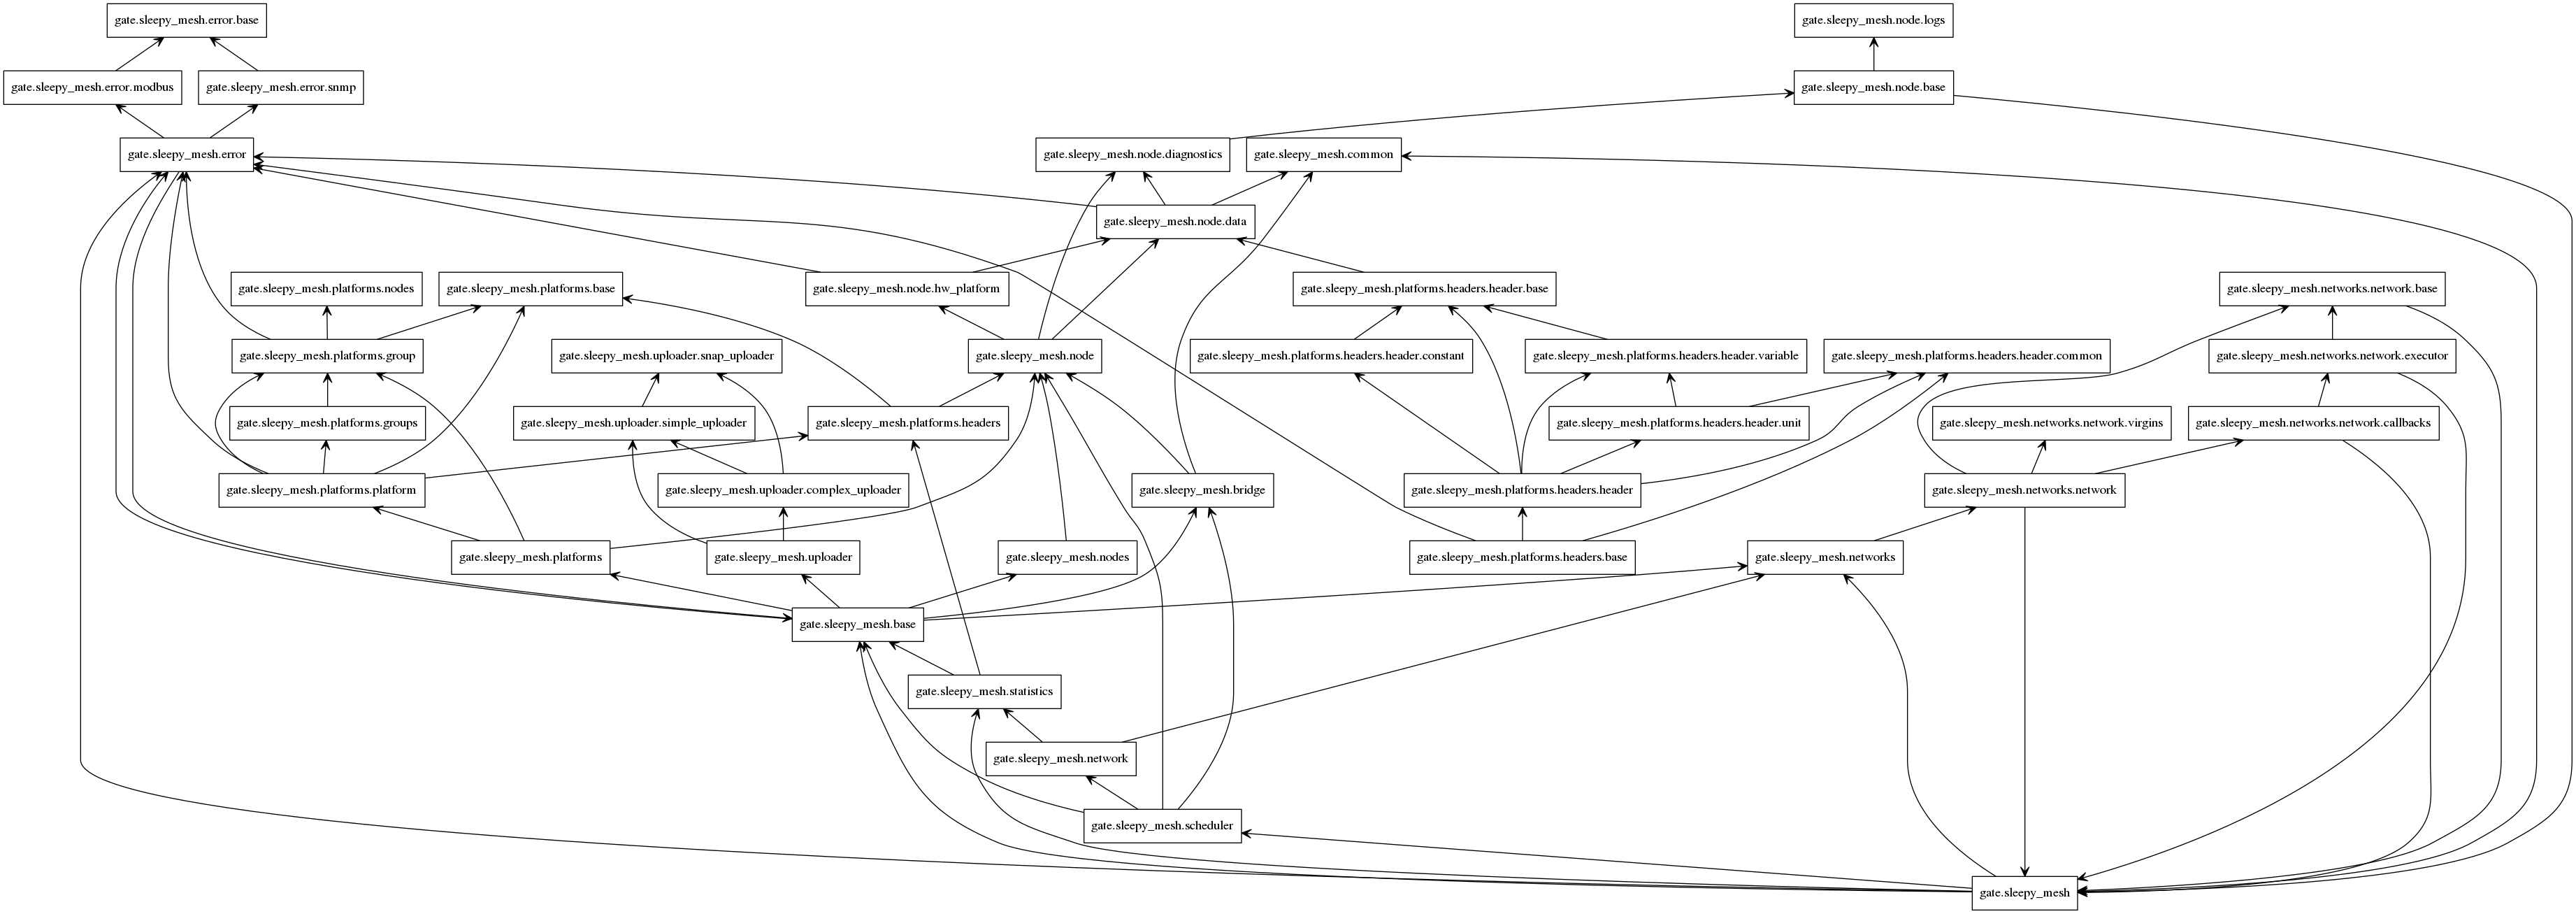 gate.sleepy_mesh.error.base
gate.sleepy_mesh.node.logs
gate.sleepy_mesh.error.modbus
gate.sleepy_mesh.error.snmp
gate.sleepy_mesh.node.base
gate.sleepy_mesh.error
gate.sleepy_mesh.node.diagnostics
gate.sleepy_mesh.common
gate.sleepy_mesh.node.data
gate.sleepy_mesh.platforms.nodes
gate.sleepy_mesh.platforms.base
gate.sleepy_mesh.node.hw_platform
gate.sleepy_mesh.platforms.headers.header.base
gate.sleepy_mesh.networks.network.base
gate.sleepy_mesh.platforms.group
gate.sleepy_mesh.uploader.snap_uploader
gate.sleepy_mesh.node
gate.sleepy_mesh.platforms.headers.header.constant
gate.sleepy_mesh.platforms.headers.header.variable
gate.sleepy_mesh.platforms.headers.header.common
gate.sleepy_mesh.networks.network.executor
gate.sleepy_mesh.platforms.groups
gate.sleepy_mesh.uploader.simple_uploader
gate.sleepy_mesh.platforms.headers
gate.sleepy_mesh.platforms.headers.header.unit
gate.sleepy_mesh.networks.network.virgins
gate.sleepy_mesh.networks.network.callbacks
gate.sleepy_mesh.platforms.platform
gate.sleepy_mesh.uploader.complex_uploader
gate.sleepy_mesh.bridge
gate.sleepy_mesh.platforms.headers.header
gate.sleepy_mesh.networks.network
gate.sleepy_mesh.platforms
gate.sleepy_mesh.uploader
gate.sleepy_mesh.nodes
gate.sleepy_mesh.platforms.headers.base
gate.sleepy_mesh.networks
gate.sleepy_mesh.base
gate.sleepy_mesh.statistics
gate.sleepy_mesh.network
gate.sleepy_mesh.scheduler
gate.sleepy_mesh